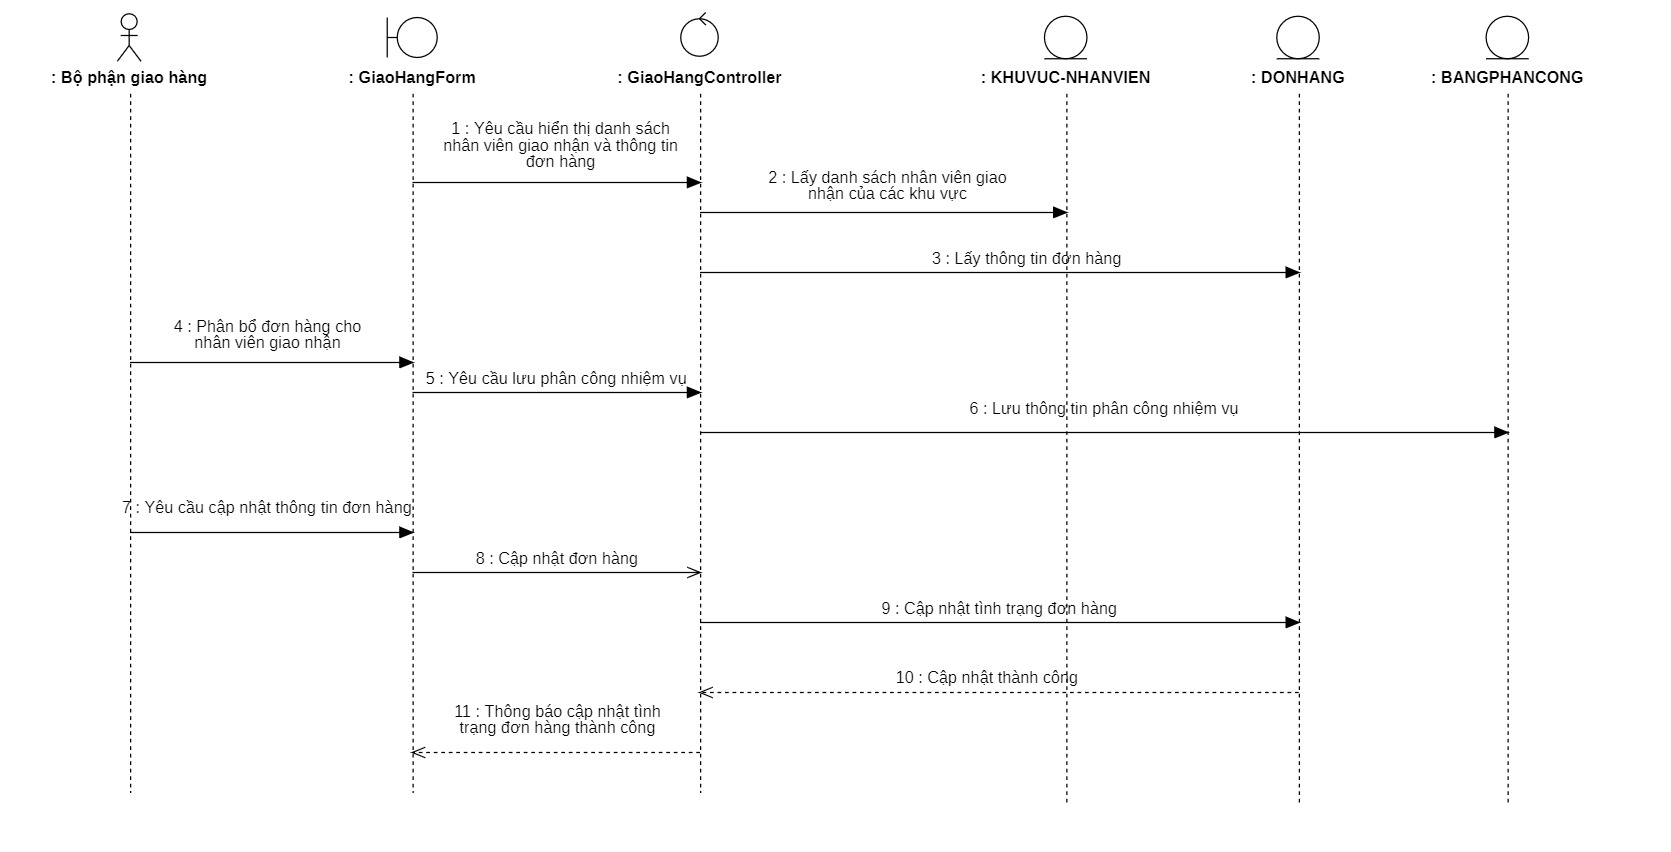 : Bộ phận giao hàng
: GiaoHangForm
: GiaoHangController
: KHUVUC-NHANVIEN
: DONHANG
: BANGPHANCONG
1 : Yêu cầu hiển thị danh sách
nhân viên giao nhận và thông tin
đơn hàng
2 : Lấy danh sách nhân viên giao
nhận của các khu vực
3 : Lấy thông tin đơn hàng
4 : Phân bổ đơn hàng cho
nhân viên giao nhận
5 : Yêu cầu lưu phân công nhiệm vụ
6 : Lưu thông tin phân công nhiệm vụ
7 : Yêu cầu cập nhật thông tin đơn hàng
8 : Cập nhật đơn hàng
9 : Cập nhật tình trạng đơn hàng
10 : Cập nhật thành công
11 : Thông báo cập nhật tình
trạng đơn hàng thành công